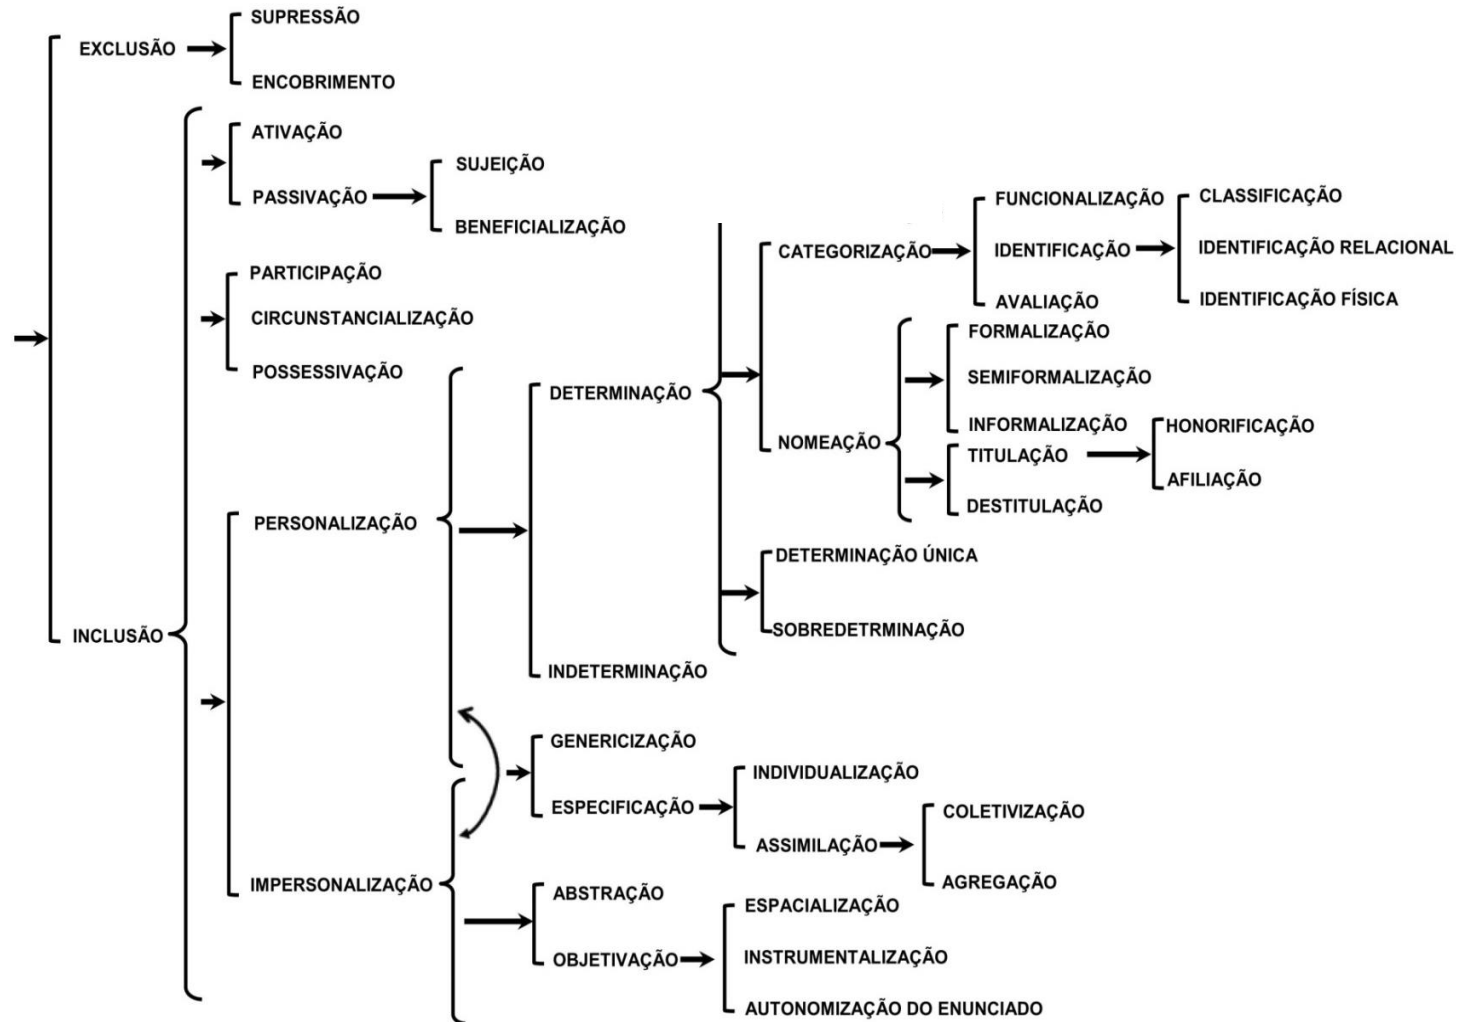 SUPRESSÃO
EXCLUSÃO
ENCOBRIMENTO
ATIVAÇÃO
SUJEIÇÃO
PASSIVAÇÃO
BENEFICIALIZAÇÃO
PARTICIPAÇÃO
CIRCUNSTANCIALIZAÇÃO
POSSESSIVAÇÃO
FUNCIONALIZAÇÃO
CLASSIFICAÇÃO
CATEGORIZAÇÃO
IDENTIFICAÇÃO
IDENTIFICAÇÃO RELACIONAL
AVALIAÇÃO
IDENTIFICAÇÃO FÍSICA
FORMALIZAÇÃO
SEMIFORMALIZAÇÃO
DETERMINAÇÃO
INFORMALIZAÇÃO
HONORIFICAÇÃO
NOMEAÇÃO
TITULAÇÃO
AFILIAÇÃO
DESTITULAÇÃO
PERSONALIZAÇÃO
DETERMINAÇÃO ÚNICA
INCLUSÃO
SOBREDETRMINAÇÃO
INDETERMINAÇÃO
GENERICIZAÇÃO
INDIVIDUALIZAÇÃO
ESPECIFICAÇÃO
COLETIVIZAÇÃO
ASSIMILAÇÃO
AGREGAÇÃO
IMPERSONALIZAÇÃO
ABSTRAÇÃO
ESPACIALIZAÇÃO
OBJETIVAÇÃO
INSTRUMENTALIZAÇÃO
AUTONOMIZAÇÃO DO ENUNCIADO